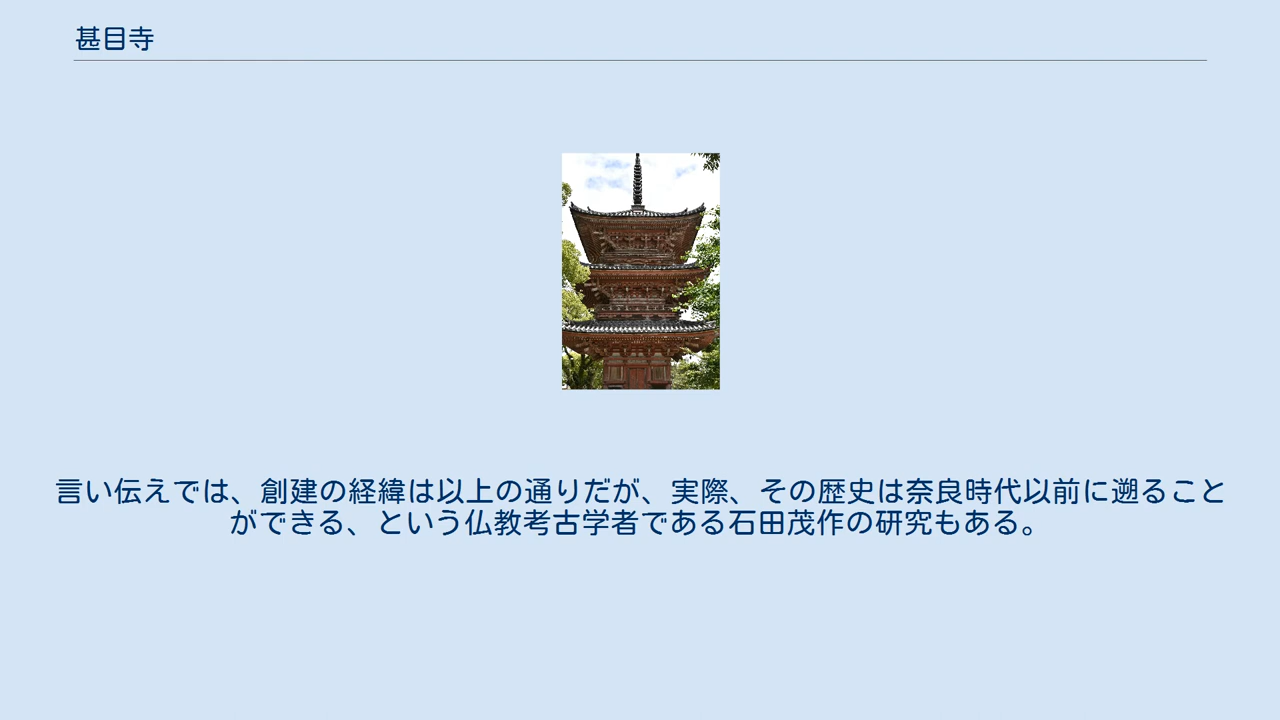 甚目寺
言い伝えでは、創建の経緯は以上の通りだが、実際、その歴史は奈良時代以前に遡ること
ができる、という仏教考古学者である石田茂作の研究もある。